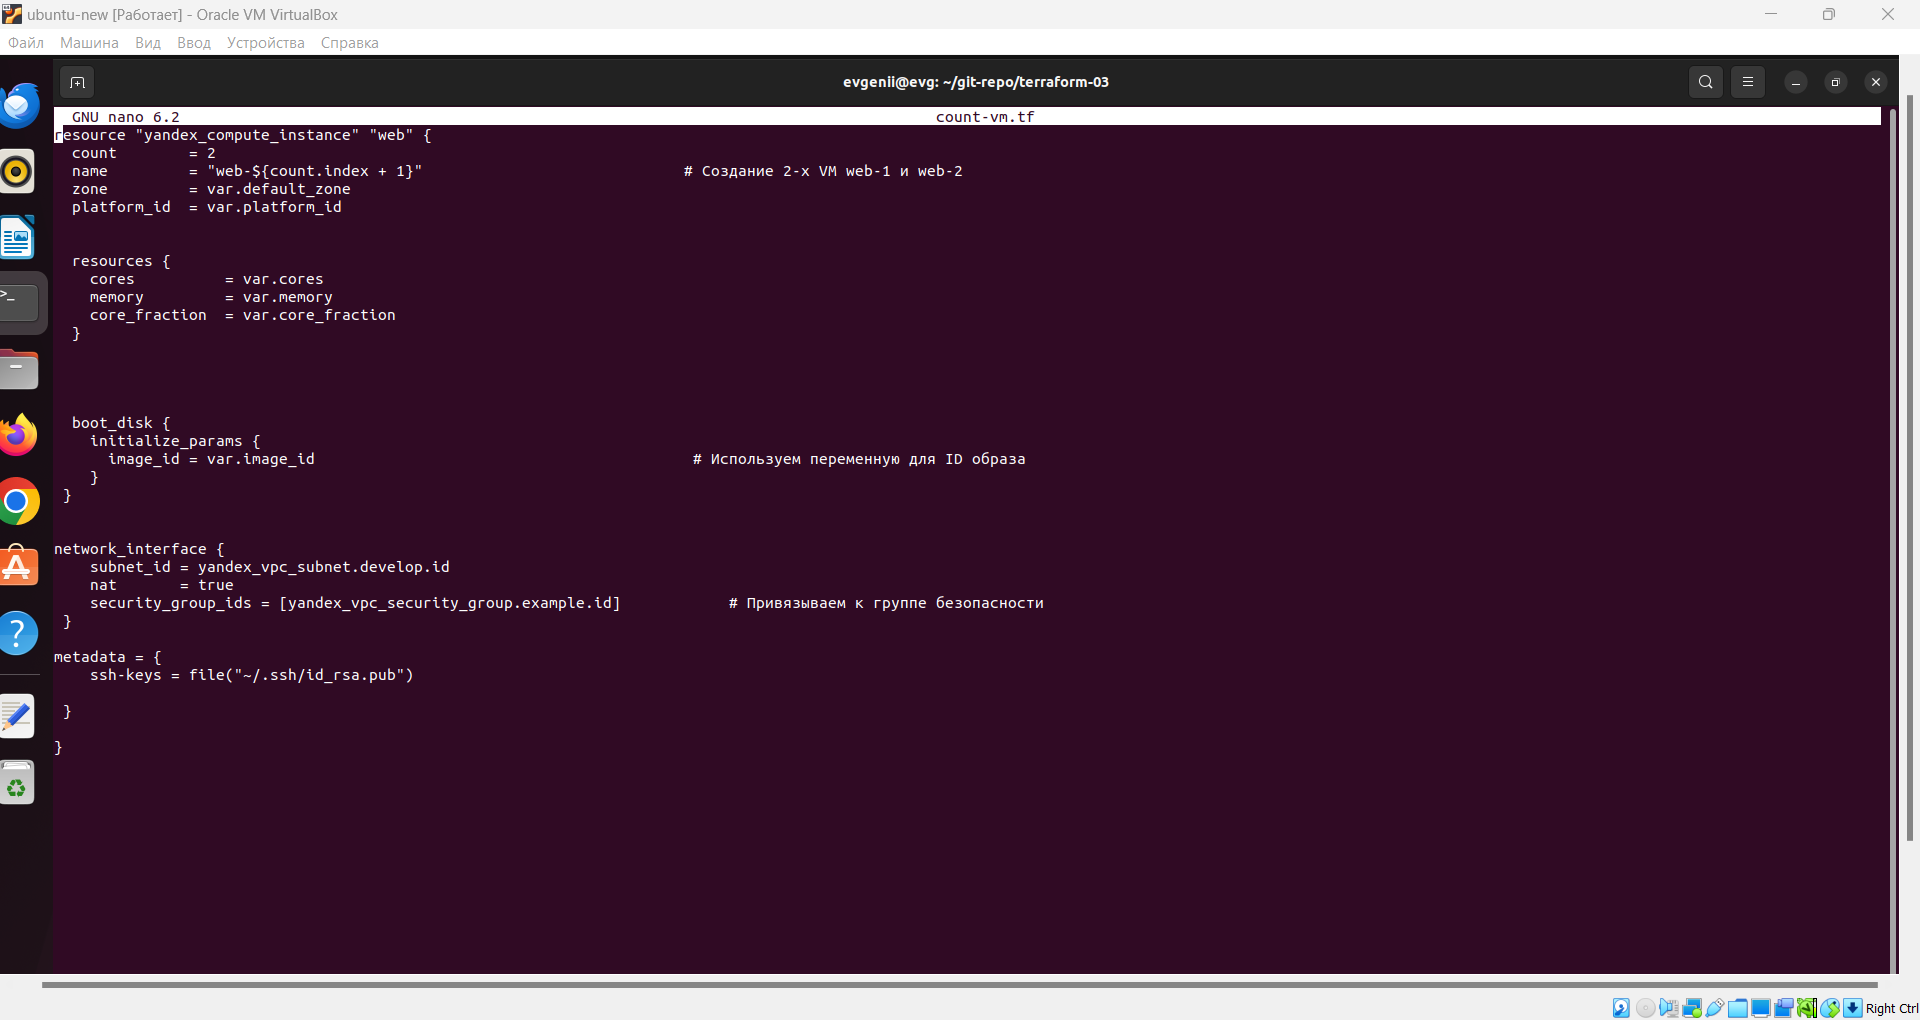 ubuntu-new [Работает] - Oracle VM VirtualBox
Файл Машина Вид Ввод Устройства Справка
evgenii@evg: ~/git-repo/terraform-03
GNU nano 6.2 count-vm.tf
resource "yandex_compute_instance" "web" {
count = 2
name = "web-${count.index + 1}" # Создание 2-х VM web-1 и web-2
zone = var.default_zone
platform_id = var.platform_id
resources {
cores = var.cores
memory = var.memory
core_fraction = var.core_fraction
}
boot_disk {
initialize_params {
image_id = var.image_id # Используем переменную для ID образа
}
}
network_interface {
subnet_id = yandex_vpc_subnet.develop.id
nat = true
security_group_ids = [yandex_vpc_security_group.example.id] # Привязываем к группе безопасности
}
metadata = {
ssh-keys = file("~/.ssh/id_rsa.pub")
}
}
Right Ctrl